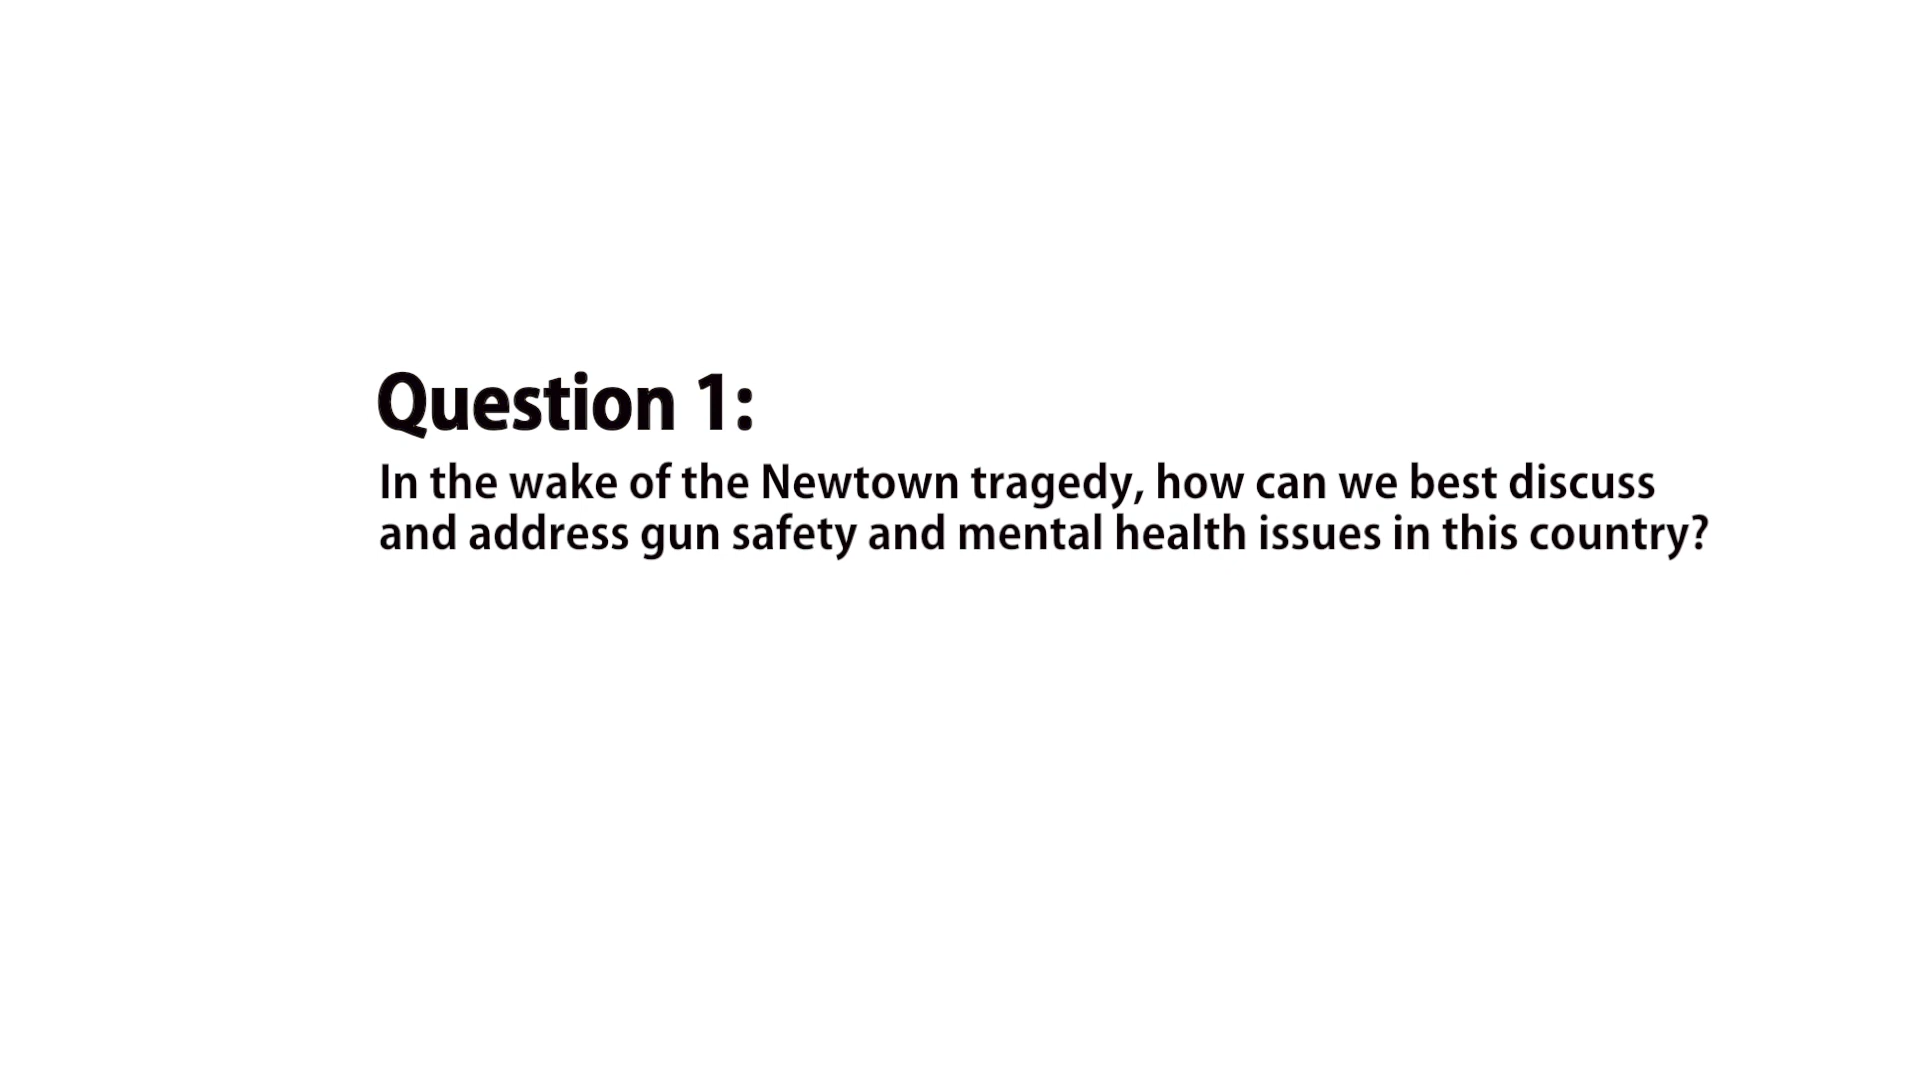 Question 1:
In the wake of the Newtown tragedy, how can we best discuss
and address gun safety and mental health issues in this country?